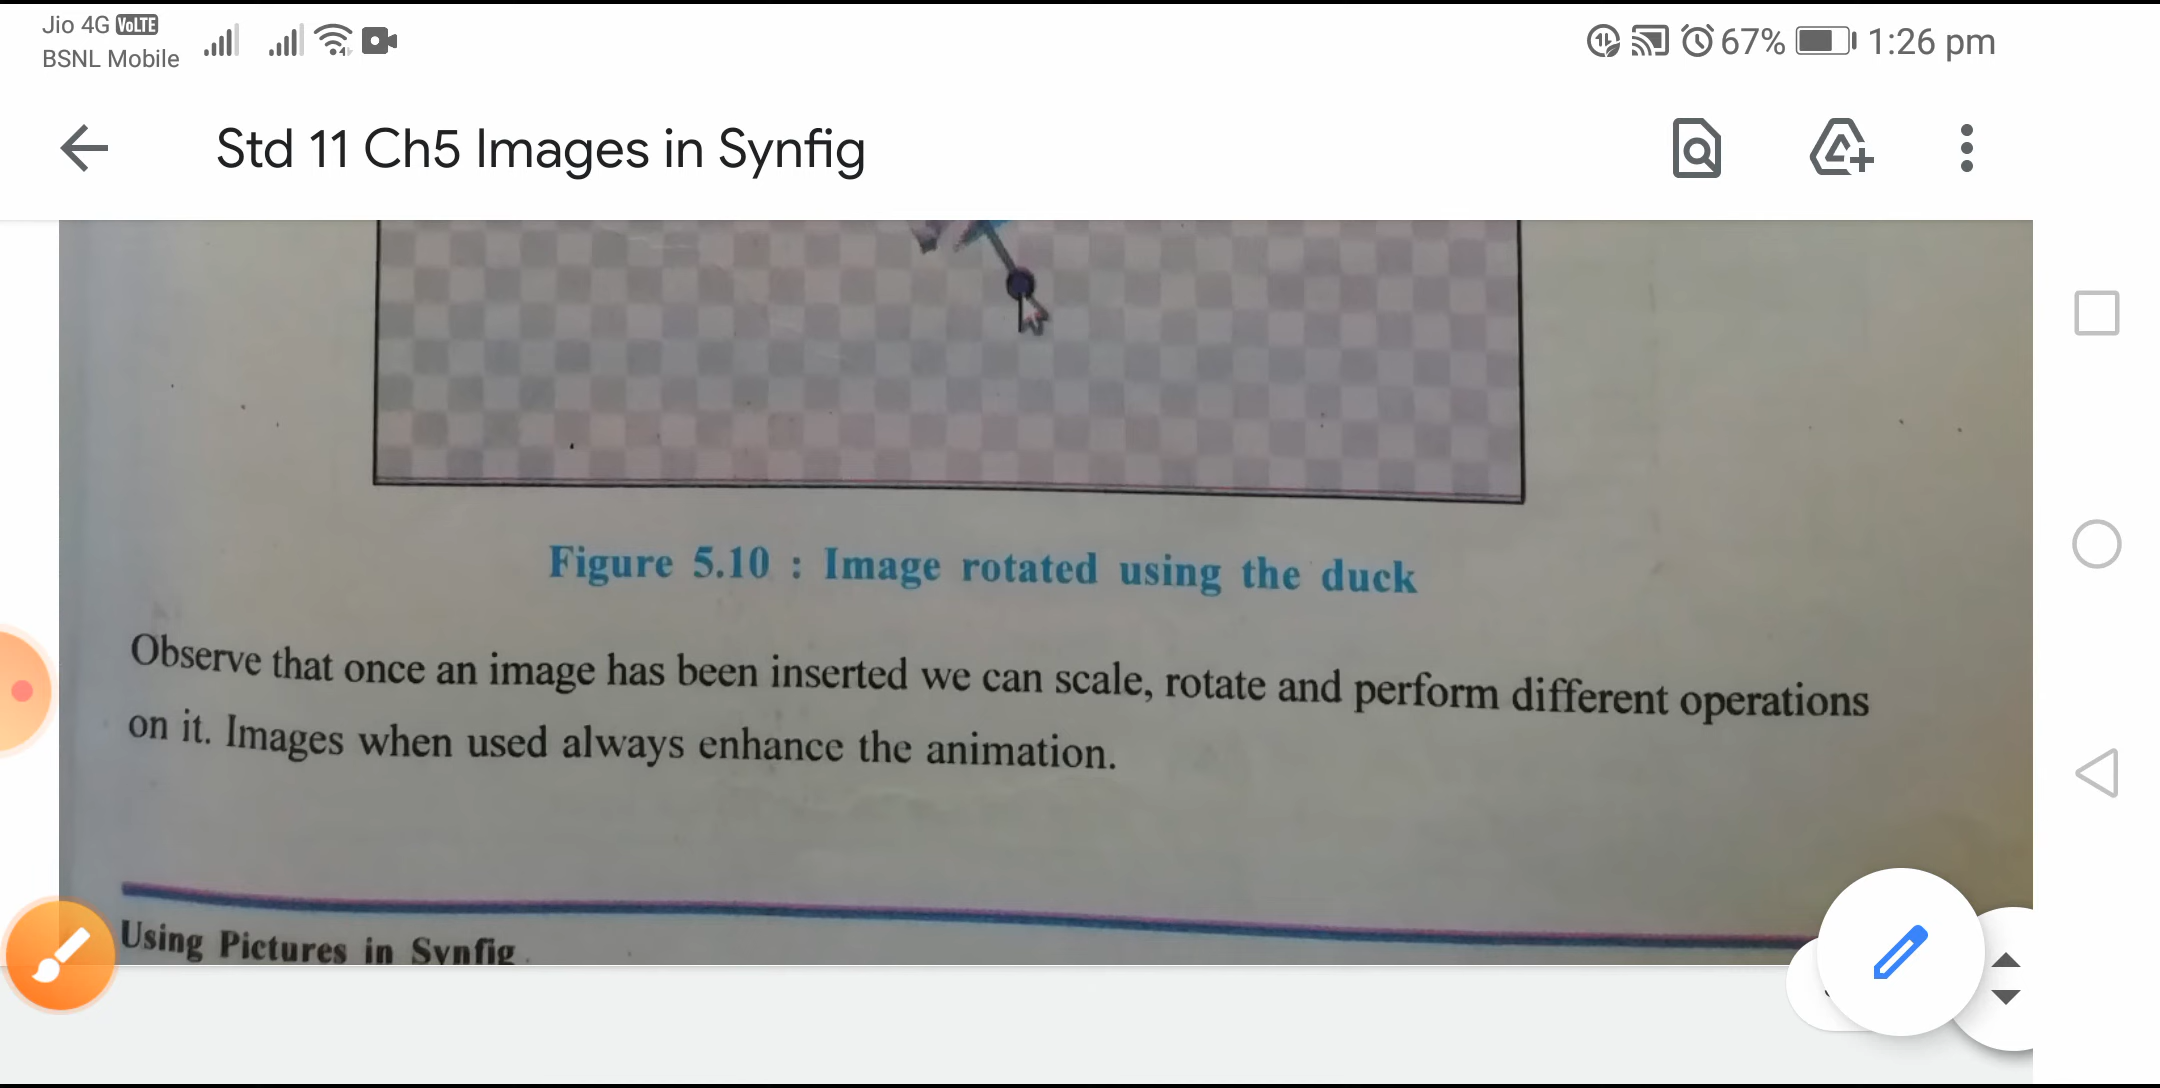 Jio 4G VoLTE
BSNL Mobile
67% 1:26 pm
Std 11 Ch5 Images in Synfig
Figure 5.10 : Image rotated using the duck
Observe that once an image has been inserted we can scale, rotate and perform different operations
on it. Images when used always enhance the animation.
Using Pictures in Synfig